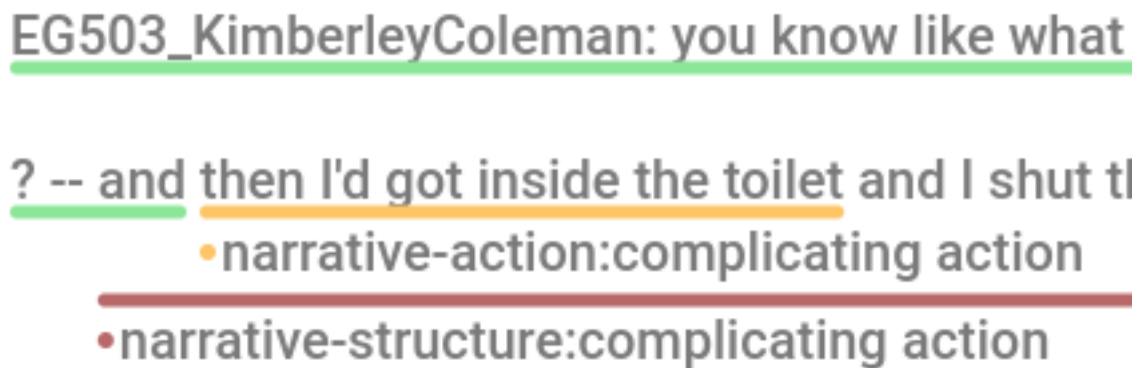 EG503_KimberleyColeman: you know like what
? -- and then I'd got inside the toilet and I shut
•narrative-action:complicating action
•narrative-structure:complicating action